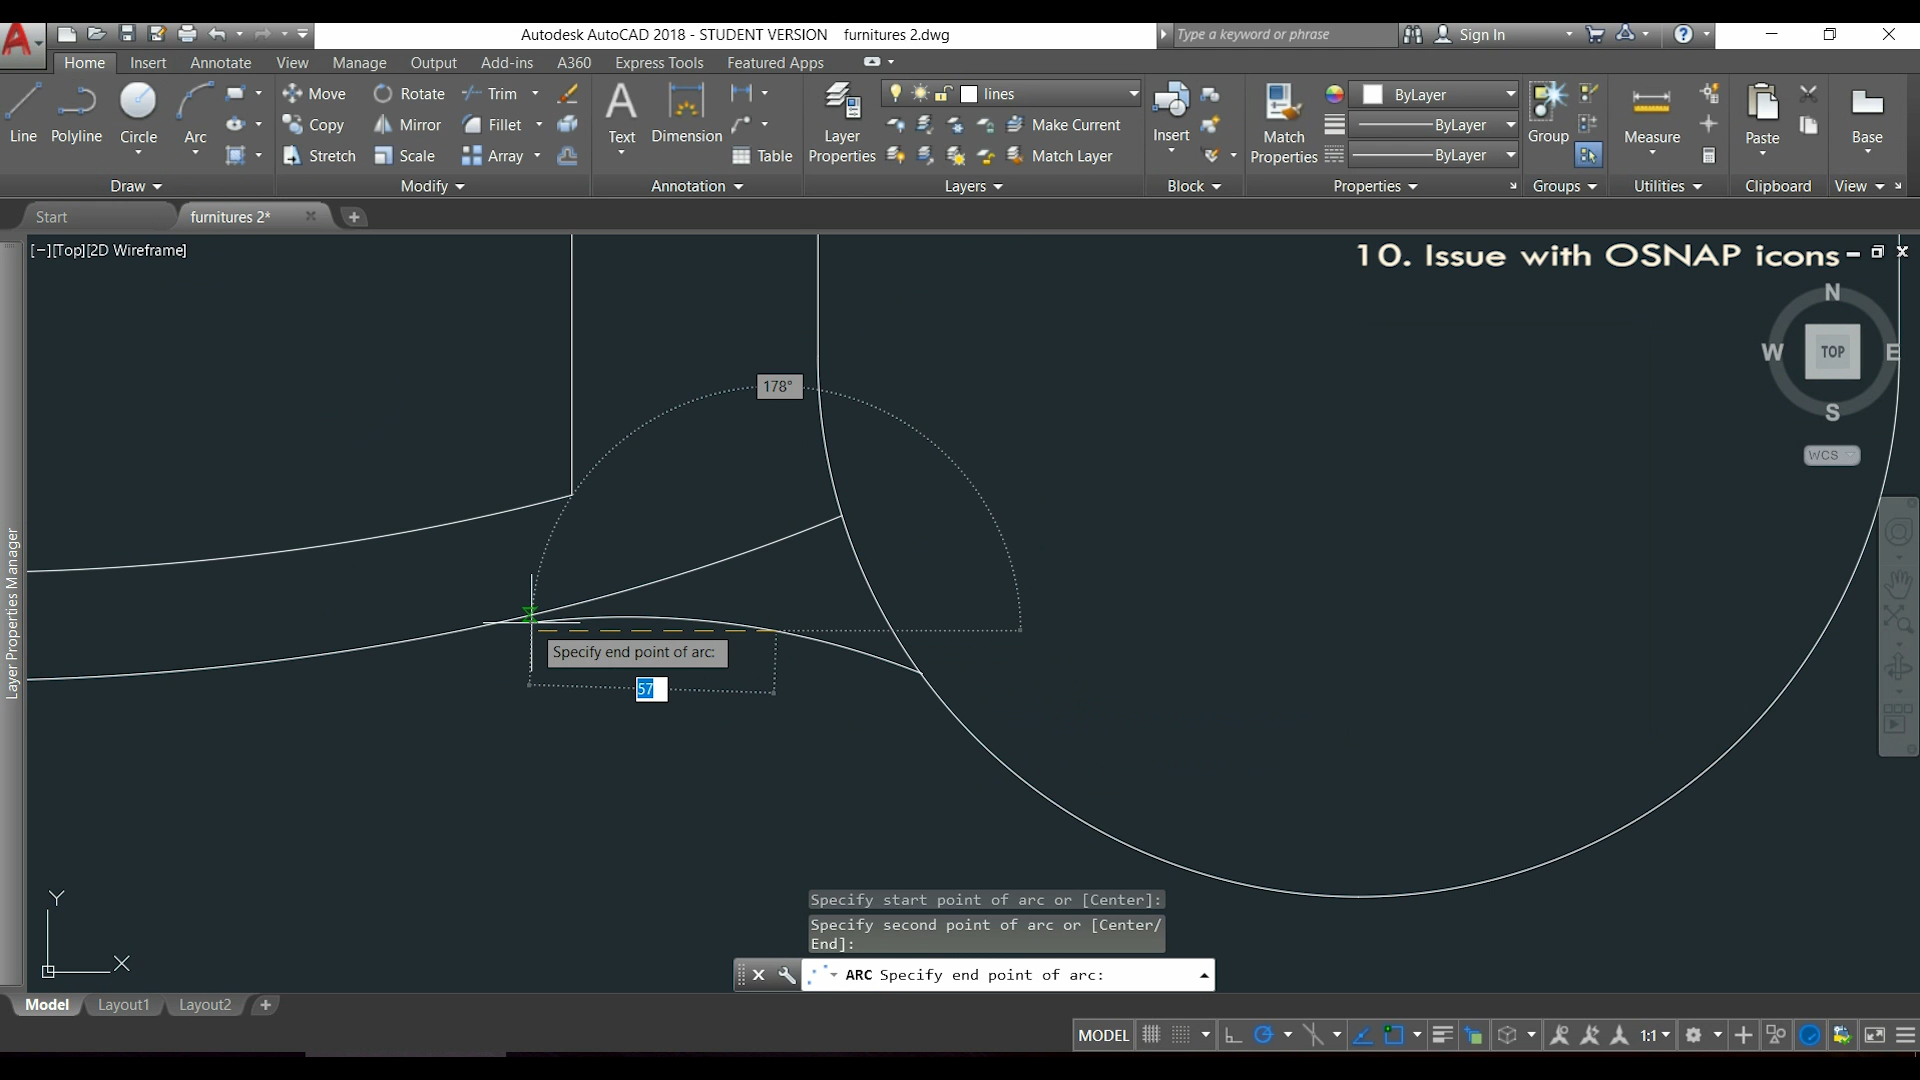 Autodesk AutoCAD 2018 - STUDENT VERSION furnitures 2.dwg
Type a keyword or phrase
Sign In
Home Insert Annotate View Manage Output Add-ins A360 Express Tools Featured Apps
Line Polyline Circle Arc
Move Rotate Trim
Copy Mirror Fillet
Stretch Scale Array
Text Dimension Table
Layer Properties
lines
Make Current
Match Layer
Insert
Match Properties
ByLayer
ByLayer
ByLayer
Group
Measure
Paste
Base
Draw Modify Annotation Layers Block Properties Groups Utilities Clipboard View
Start furnitures 2*
[−][Top][2D Wireframe]
10. Issue with OSNAP icons
N
W TOP E
S
WCS
178°
Specify end point of arc:
57
Layer Properties Manager
Y
X
Specify start point of arc or [Center]:
Specify second point of arc or [Center/
End]:
ARC Specify end point of arc:
Model Layout1 Layout2
MODEL 1:1